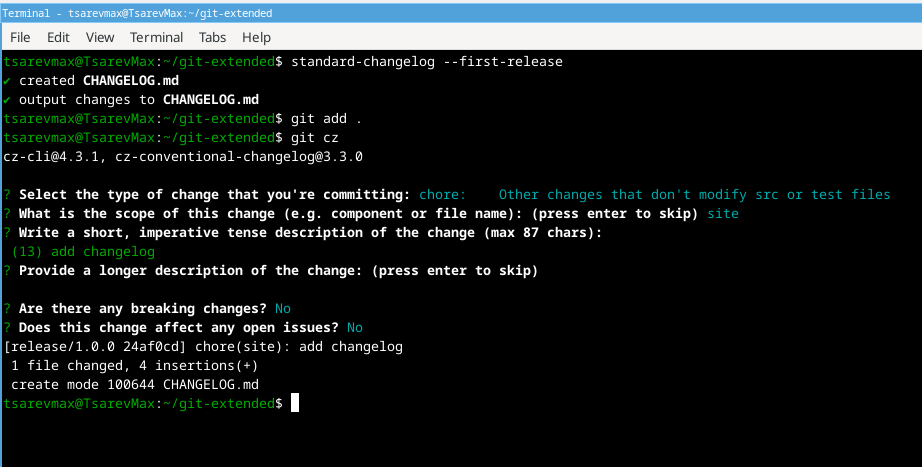 Terminal - tsarevmax@TsarevMax:~/git-extended
File Edit View Terminal Tabs Help
tsarevmax@TsarevMax:~/git-extended$ standard-changelog --first-release
✔ created CHANGELOG.md
✔ output changes to CHANGELOG.md
tsarevmax@TsarevMax:~/git-extended$ git add .
tsarevmax@TsarevMax:~/git-extended$ git cz
cz-cli@4.3.1, cz-conventional-changelog@3.3.0
? Select the type of change that you're committing: chore:    Other changes that don't modify src or test files
? What is the scope of this change (e.g. component or file name): (press enter to skip) site
? Write a short, imperative tense description of the change (max 87 chars):
 (13) add changelog
? Provide a longer description of the change: (press enter to skip)
? Are there any breaking changes? No
? Does this change affect any open issues? No
[release/1.0.0 24af0cd] chore(site): add changelog
 1 file changed, 4 insertions(+)
 create mode 100644 CHANGELOG.md
tsarevmax@TsarevMax:~/git-extended$